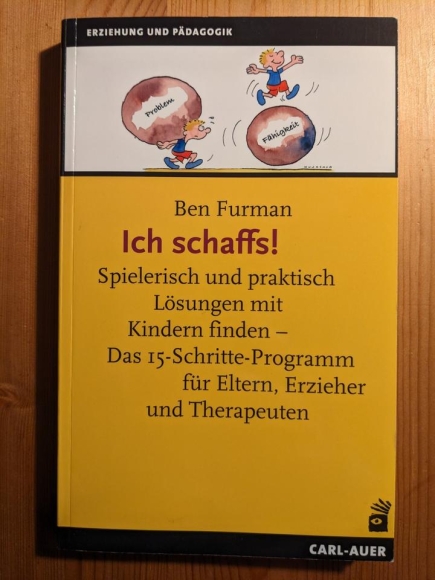 ERZIEHUNG UND PÄDAGOGIK
Problem
Fähigkeit
Ben Furman
Ich schaffs!
Spielerisch und praktisch
Lösungen mit
Kindern finden –
Das 15-Schritte-Programm
für Eltern, Erzieher
und Therapeuten
CARL-AUER